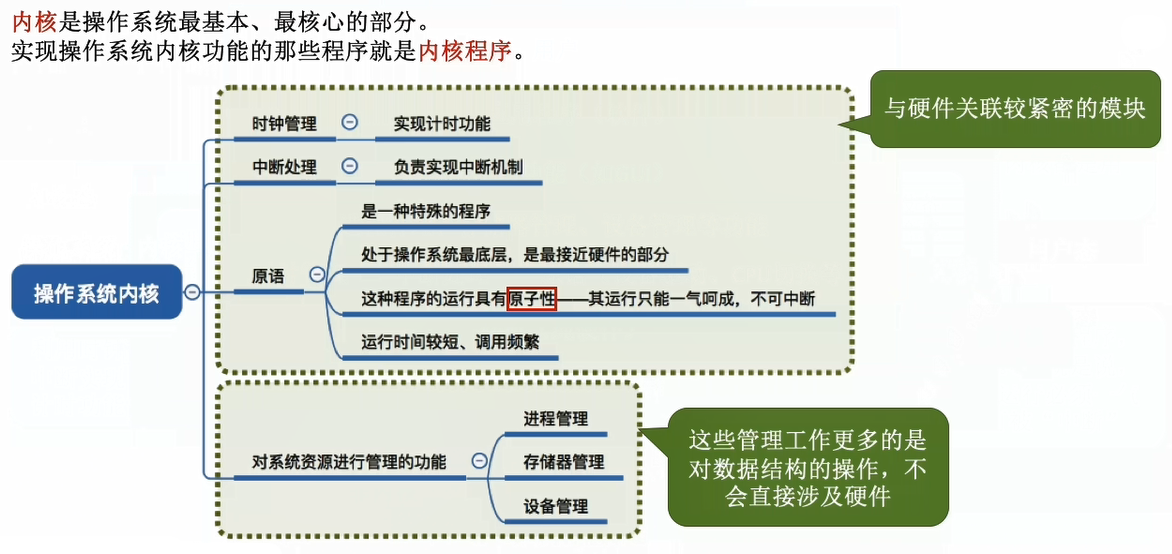 内核是操作系统最基本、最核心的部分。
实现操作系统内核功能的那些程序就是内核程序。
与硬件关联较紧密的模块
时钟管理
实现计时功能
中断处理
负责实现中断机制
是一种特殊的程序
处于操作系统最底层，是最接近硬件的部分
原语
这种程序的运行具有原子性——其运行只能一气呵成，不可中断
运行时间较短、调用频繁
操作系统内核
进程管理
对系统资源进行管理的功能
存储器管理
设备管理
这些管理工作更多的是
对数据结构的操作，不
会直接涉及硬件